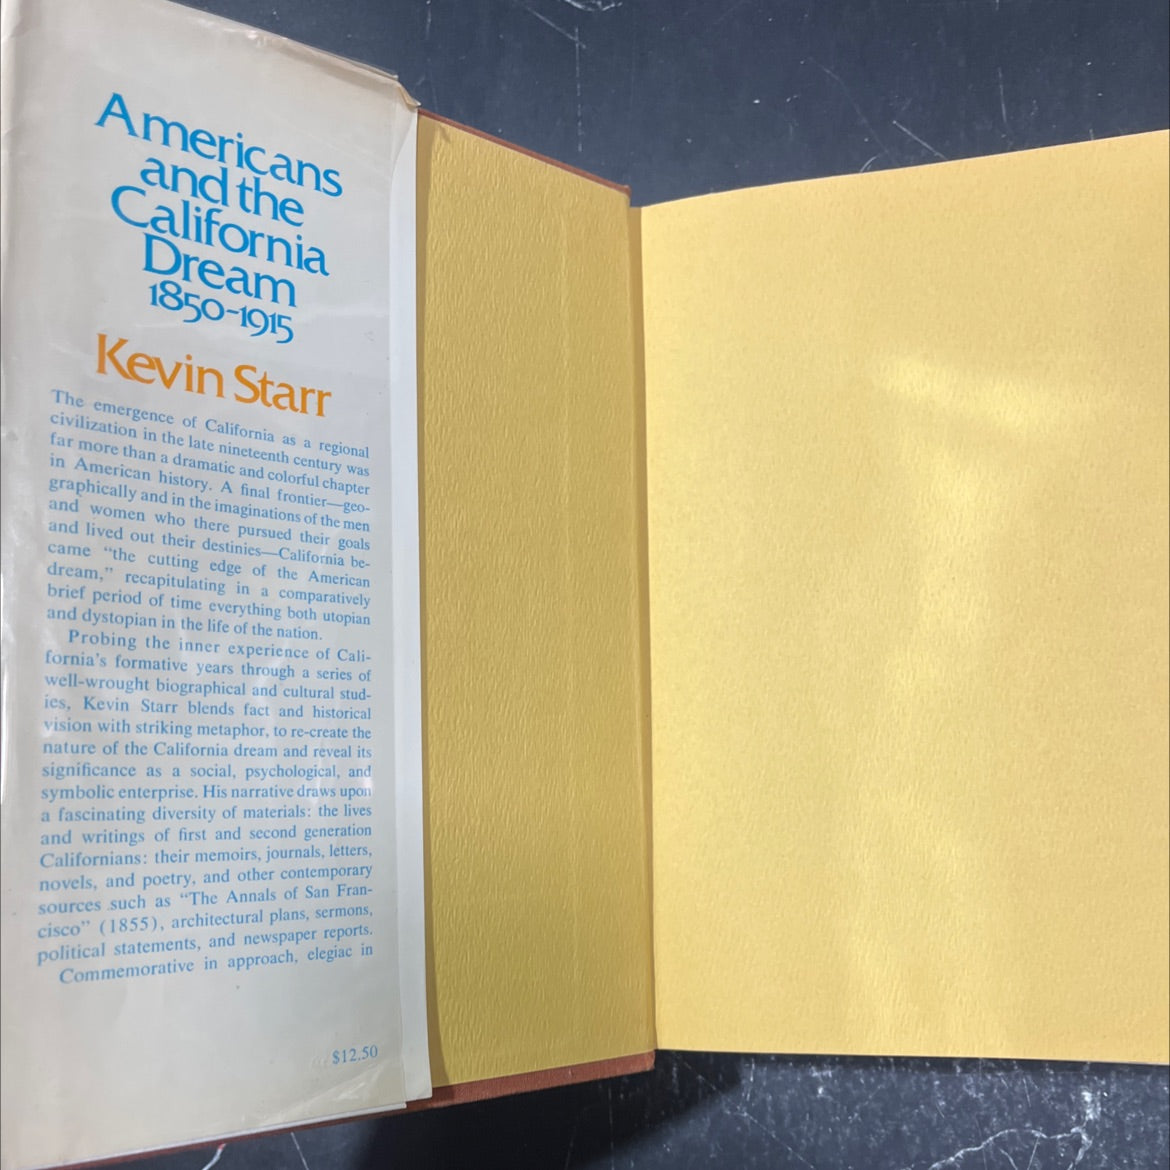 Americans
and the
California
Dream
1850-1915
Kevin Starr
The emergence of California as a regional
civilization in the late nineteenth century was
far more than a dramatic and colorful chapter
in American history. A final frontier—geo-
graphically and in the imaginations of the men
and women who there pursued their goals
and lived out their destinies—California be-
came “the cutting edge of the American
dream,” recapitulating in a comparatively
brief period of time everything both utopian
and dystopian in the life of the nation.
Probing the inner experience of Cali-
fornia’s formative years through a series of
well-wrought biographical and cultural stud-
ies, Kevin Starr blends fact and historical
vision with striking metaphor, to re-create the
nature of the California dream and reveal its
significance as a social, psychological, and
symbolic enterprise. His narrative draws upon
a fascinating diversity of materials: the lives
and writings of first and second generation
Californians: their memoirs, journals, letters,
novels, and poetry, and other contemporary
sources such as “The Annals of San Fran-
cisco” (1855), architectural plans, sermons,
political statements, and newspaper reports.
Commemorative in approach, elegiac in
$12.50